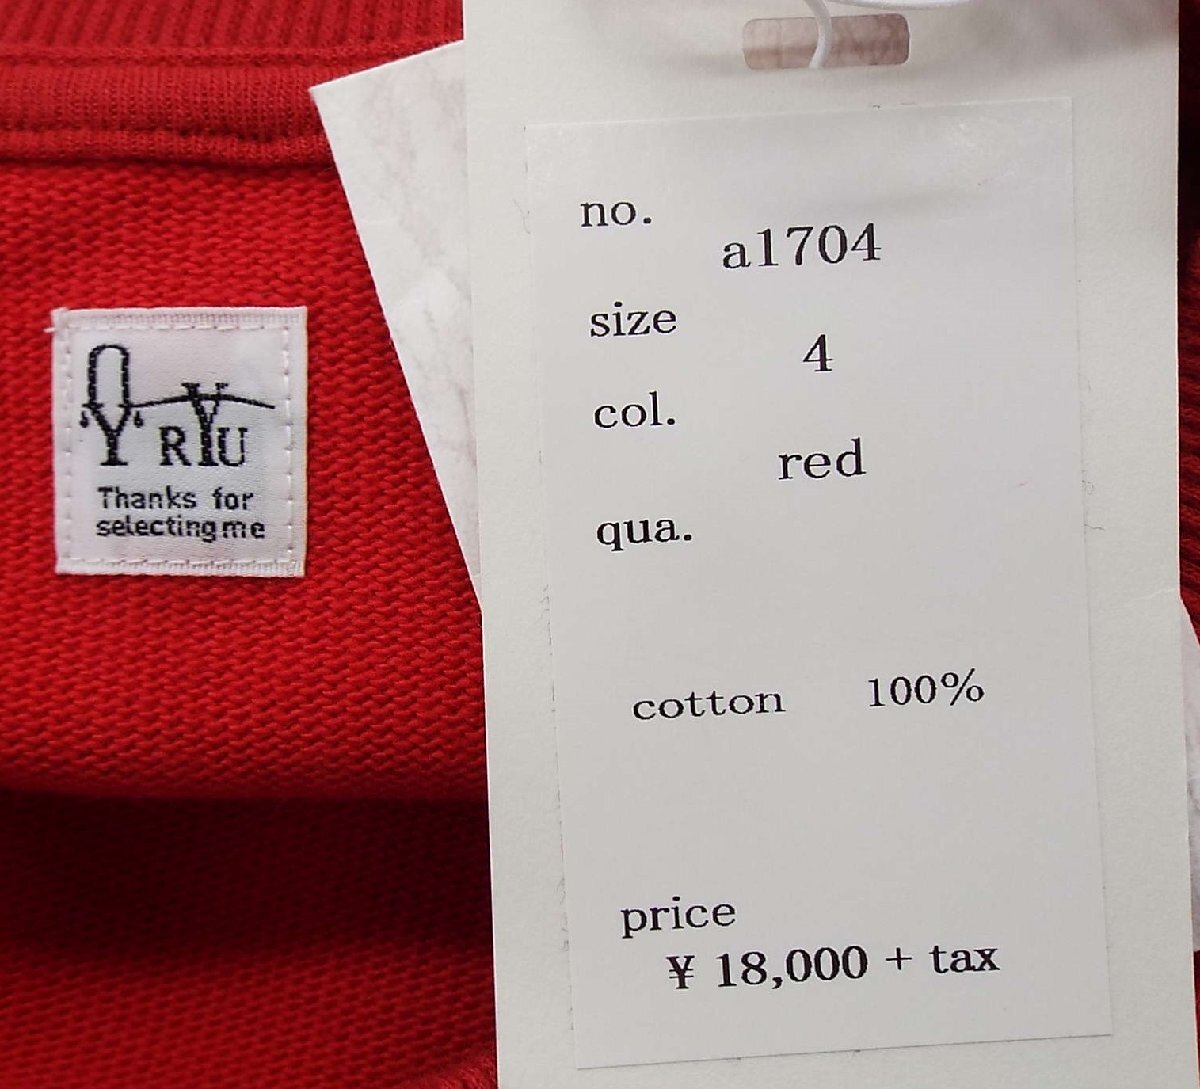 RYU
Thanks for
selecting me
no.
a1704
size
4
col.
red
qua.
cotton 100%
price
¥ 18,000 + tax